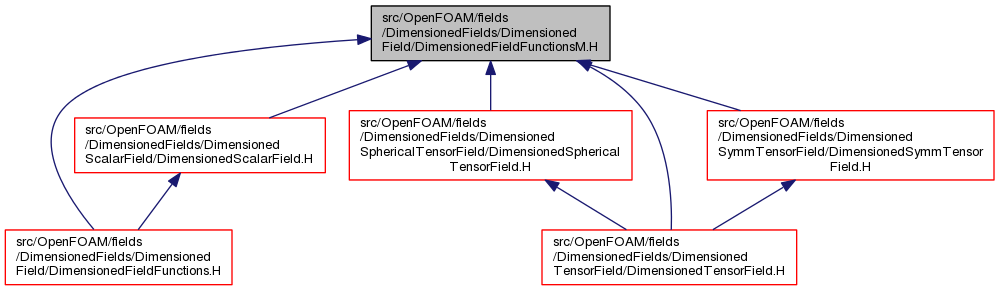 src/OpenFOAM/fields
/DimensionedFields/Dimensioned
Field/DimensionedFieldFunctionsM.H
src/OpenFOAM/fields
/DimensionedFields/Dimensioned
ScalarField/DimensionedScalarField.H
src/OpenFOAM/fields
/DimensionedFields/Dimensioned
SphericalTensorField/DimensionedSpherical
TensorField.H
src/OpenFOAM/fields
/DimensionedFields/Dimensioned
SymmTensorField/DimensionedSymmTensor
Field.H
src/OpenFOAM/fields
/DimensionedFields/Dimensioned
Field/DimensionedFieldFunctions.H
src/OpenFOAM/fields
/DimensionedFields/Dimensioned
TensorField/DimensionedTensorField.H